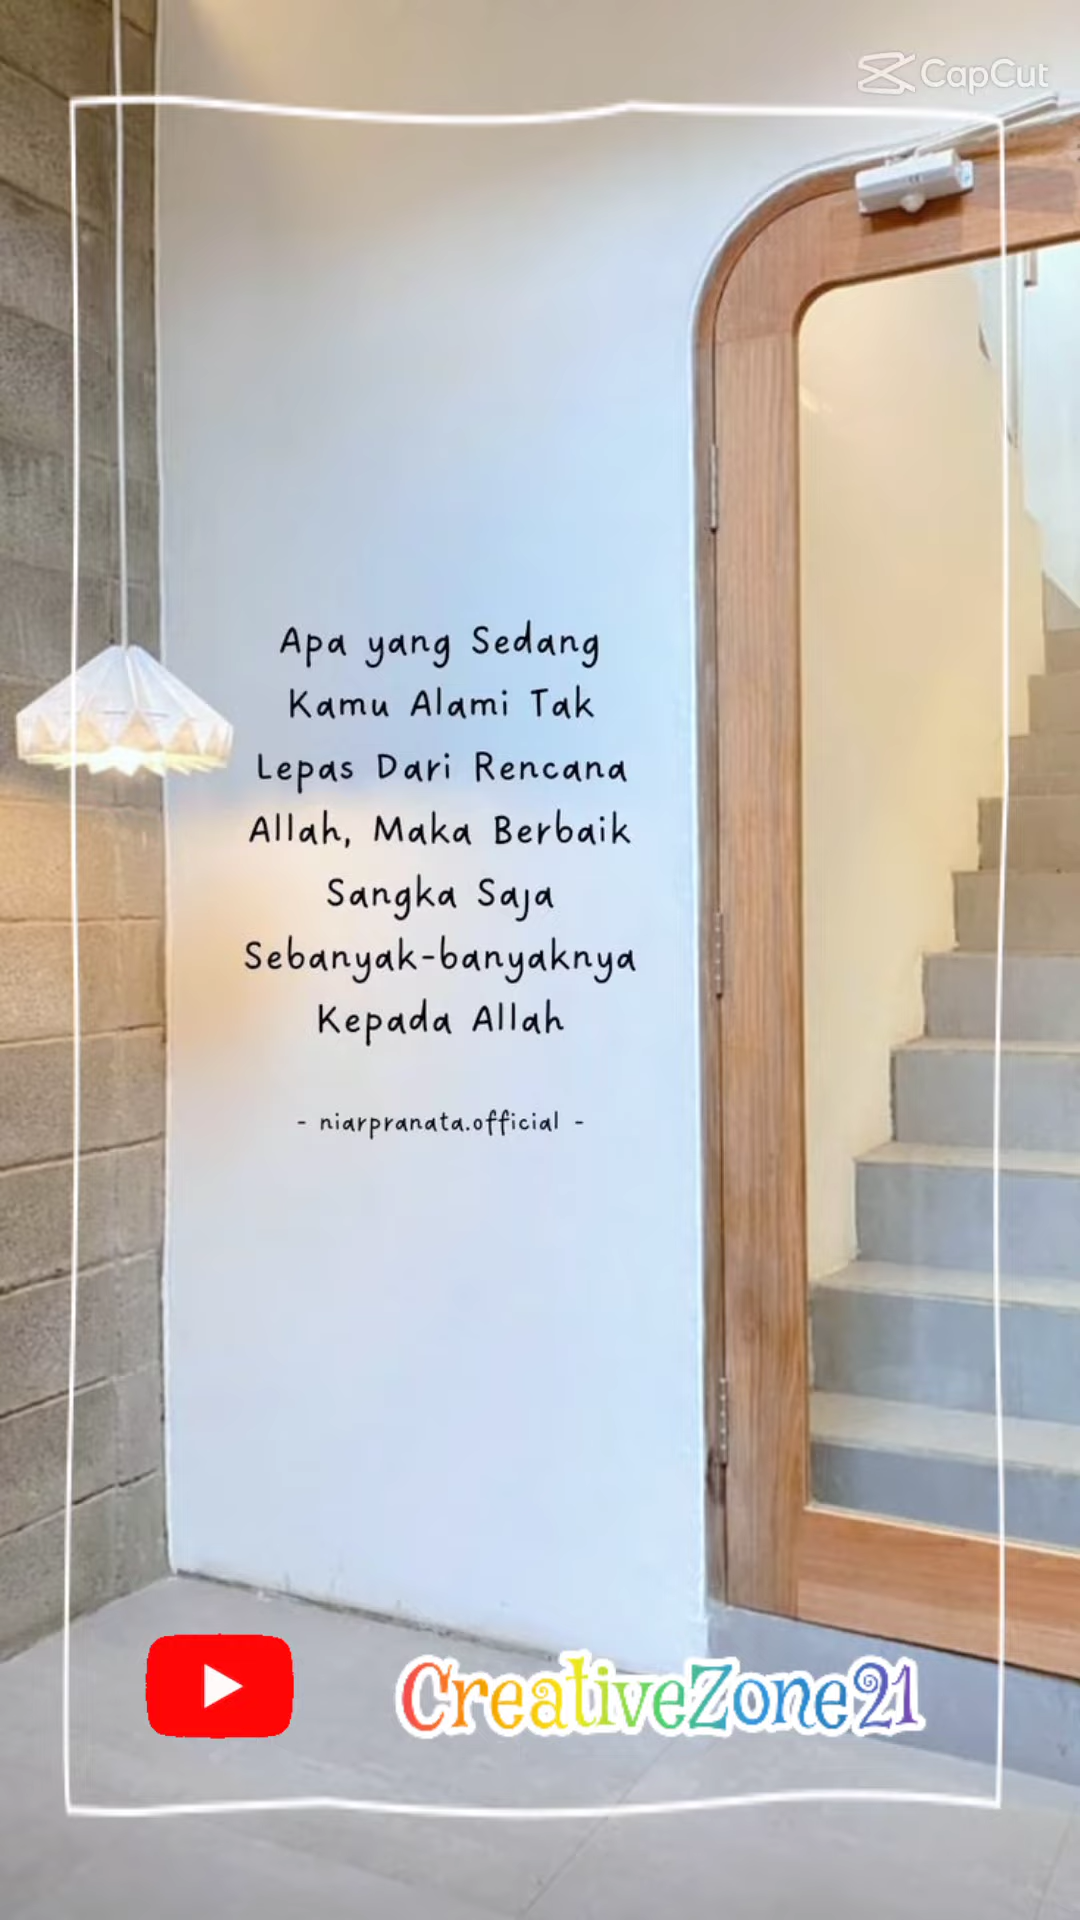 CapCut
Apa yang Sedang
Kamu Alami Tak
Lepas Dari Rencana
Allah, Maka Berbaik
Sangka Saja
Sebanyak-banyaknya
Kepada Allah
- niarpranata.official -
CreativeZone21